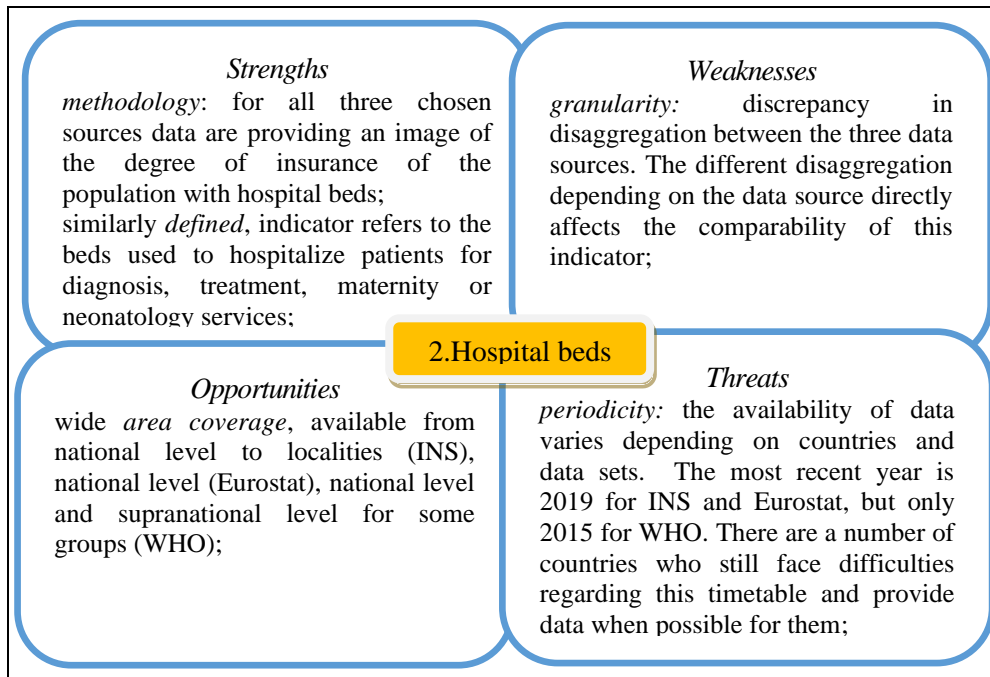 Strengths
methodology: for all three chosen
sources data are providing an image of
the degree of insurance of the
population with hospital beds;
similarly defined, indicator refers to the
beds used to hospitalize patients for
diagnosis, treatment, maternity or
neonatology services;
Weaknesses
granularity: discrepancy in
disaggregation between the three data
sources. The different disaggregation
depending on the data source directly
affects the comparability of this
indicator;
2.Hospital beds
Opportunities
wide area coverage, available from
national level to localities (INS),
national level (Eurostat), national level
and supranational level for some
groups (WHO);
Threats
periodicity: the availability of data
varies depending on countries and
data sets. The most recent year is
2019 for INS and Eurostat, but only
2015 for WHO. There are a number of
countries who still face difficulties
regarding this timetable and provide
data when possible for them;